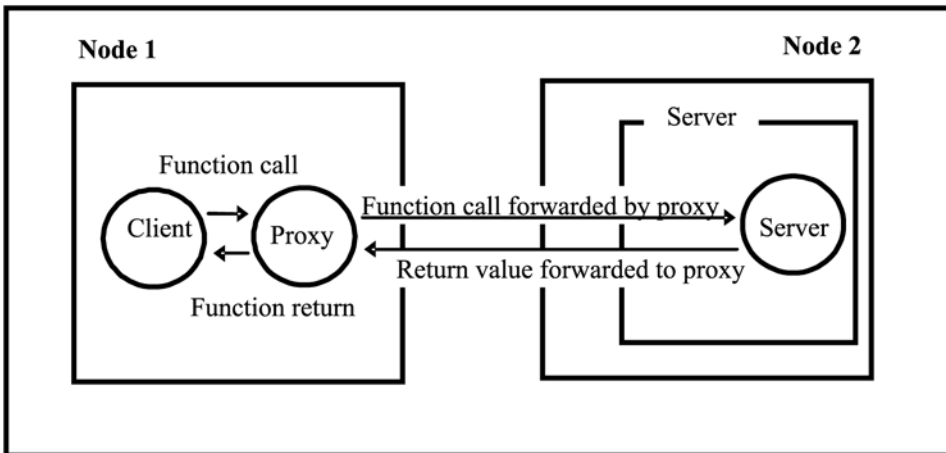 Node 1
Node 2
Server
Function call
Function call forwarded by proxy
Client
Proxy
Server
Return value forwarded to proxy
Function return